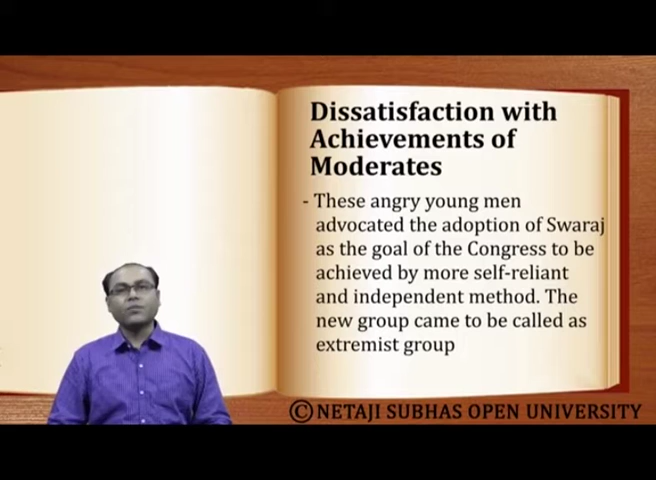 Dissatisfaction with
Achievements of
Moderates
- These angry young men
advocated the adoption of Swaraj
as the goal of the Congress to be
achieved by more self-reliant
and independent method. The
new group came to be called as
extremist group
© NETAJI SUBHAS OPEN UNIVERSITY